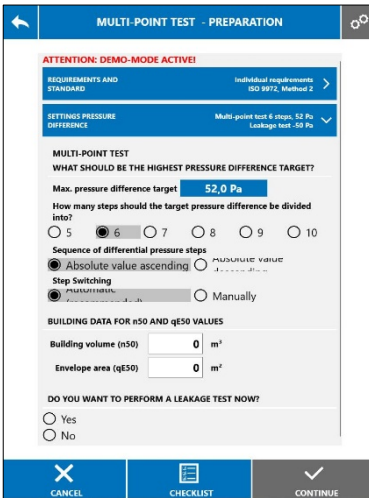 MULTI-POINT TEST - PREPARATION
ATTENTION: DEMO-MODE ACTIVE!
REQUIREMENTS AND STANDARD
Individual requirements
ISO 9972, Method 2
SETTINGS PRESSURE DIFFERENCE
Multi-point test 6 steps, 52 Pa
Leakage test -50 Pa
MULTI-POINT TEST
WHAT SHOULD BE THE HIGHEST PRESSURE DIFFERENCE TARGET?
Max. pressure difference target 52,0 Pa
How many steps should the target pressure difference be divided
into?
5 6 7 8 9 10
Sequence of differential pressure steps
Absolute value ascending Absolute value
Step Switching
Automatic Manually
(recommended)
BUILDING DATA FOR n50 AND qE50 VALUES
Building volume (n50) 0 m³
Envelope area (qE50) 0 m²
DO YOU WANT TO PERFORM A LEAKAGE TEST NOW?
Yes
No
CANCEL CHECKLIST CONTINUE